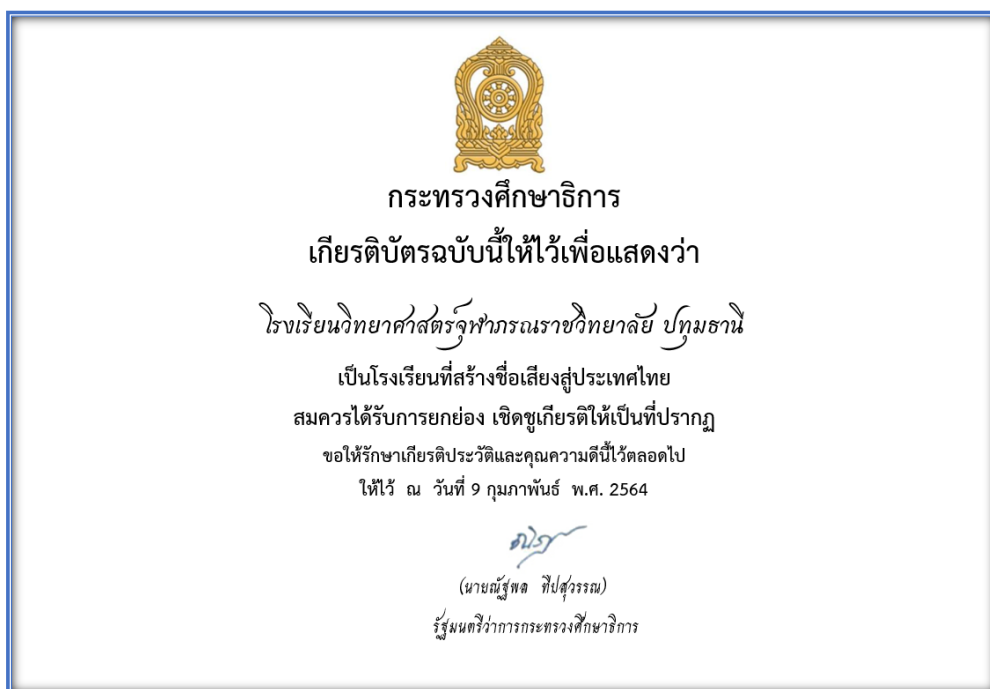 กระทรวงศึกษาธิการ
เกียรติบัตรฉบับนี้ให้ไว้เพื่อแสดงว่า
โรงเรียนวิทยาศาสตร์จุฬาภรณราชวิทยาลัย ปทุมธานี
เป็นโรงเรียนที่สร้างชื่อเสียงสู่ประเทศไทย
สมควรได้รับการยกย่อง เชิดชูเกียรติให้เป็นที่ปรากฏ
ขอให้รักษาเกียรติประวัติและคุณความดีนี้ไว้ตลอดไป
ให้ไว้ ณ วันที่ 9 กุมภาพันธ์ พ.ศ. 2564
(นายณัฐพล ทีปสุวรรณ)
รัฐมนตรีว่าการกระทรวงศึกษาธิการ